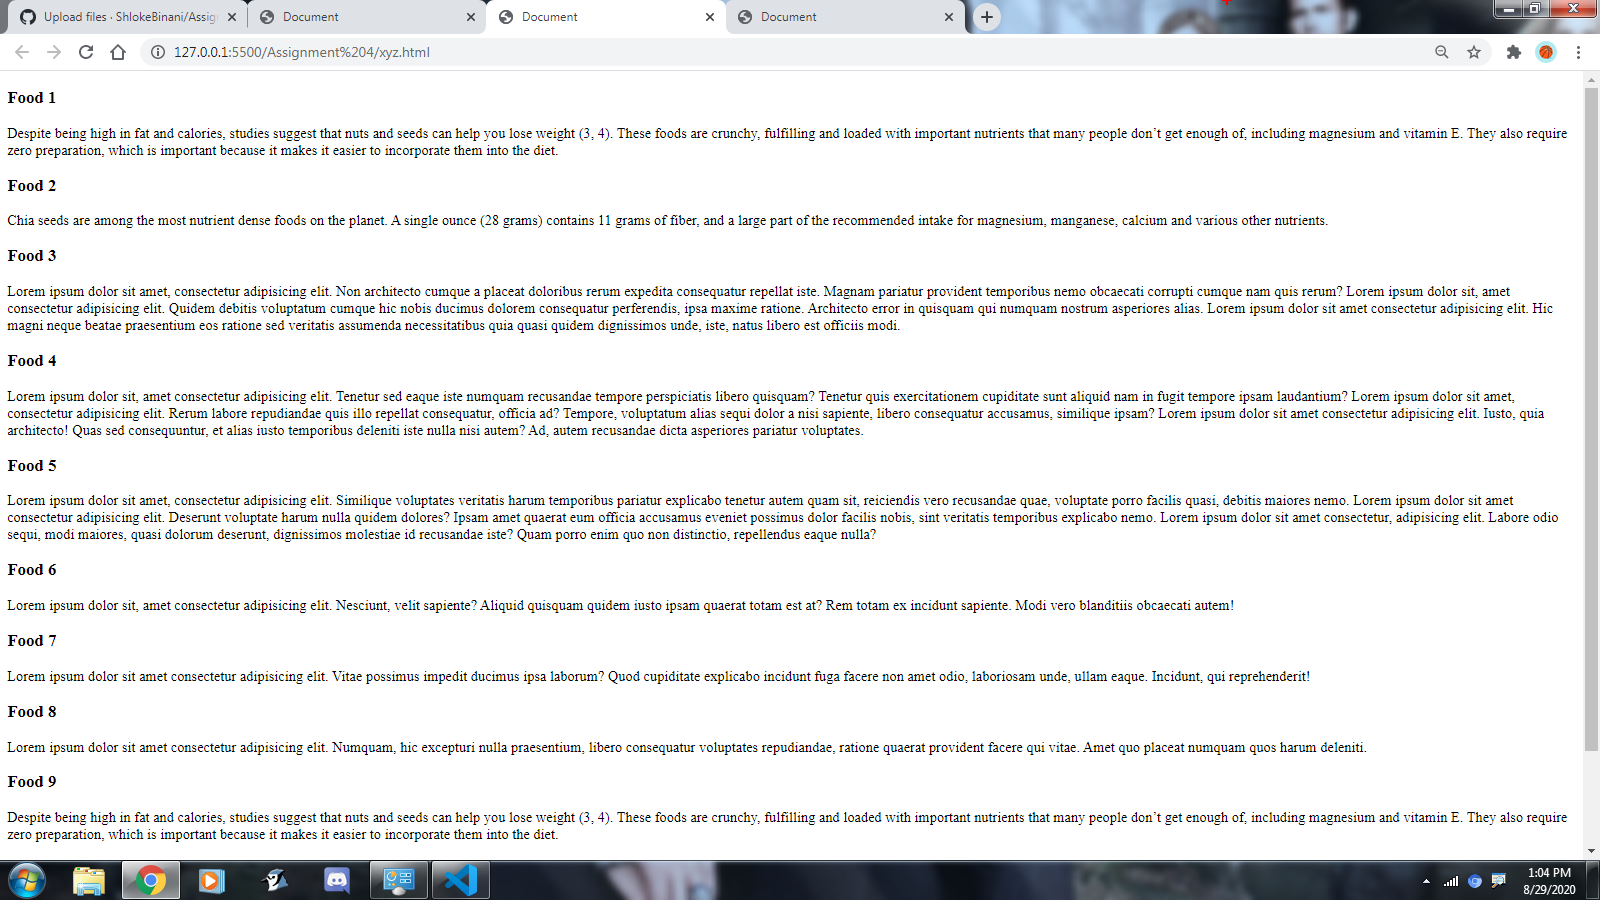 Upload files · ShlokeBinani/Assig
Document
Document
Document
127.0.0.1:5500/Assignment%204/xyz.html
Food 1
Despite being high in fat and calories, studies suggest that nuts and seeds can help you lose weight (3, 4). These foods are crunchy, fulfilling and loaded with important nutrients that many people don’t get enough of, including magnesium and vitamin E. They also require
zero preparation, which is important because it makes it easier to incorporate them into the diet.
Food 2
Chia seeds are among the most nutrient dense foods on the planet. A single ounce (28 grams) contains 11 grams of fiber, and a large part of the recommended intake for magnesium, manganese, calcium and various other nutrients.
Food 3
Lorem ipsum dolor sit amet, consectetur adipisicing elit. Non architecto cumque a placeat doloribus rerum expedita consequatur repellat iste. Magnam pariatur provident temporibus nemo obcaecati corrupti cumque nam quis rerum? Lorem ipsum dolor sit, amet
consectetur adipisicing elit. Quidem debitis voluptatum cumque hic nobis ducimus dolorem consequatur perferendis, ipsa maxime ratione. Architecto error in quisquam qui numquam nostrum asperiores alias. Lorem ipsum dolor sit amet consectetur adipisicing elit. Hic
magni neque beatae praesentium eos ratione sed veritatis assumenda necessitatibus quia quasi quidem dignissimos unde, iste, natus libero est officiis modi.
Food 4
Lorem ipsum dolor sit, amet consectetur adipisicing elit. Tenetur sed eaque iste numquam recusandae tempore perspiciatis libero quisquam? Tenetur quis exercitationem cupiditate sunt aliquid nam in fugit tempore ipsam laudantium? Lorem ipsum dolor sit amet,
consectetur adipisicing elit. Rerum labore repudiandae quis illo repellat consequatur, officia ad? Tempore, voluptatum alias sequi dolor a nisi sapiente, libero consequatur accusamus, similique ipsam? Lorem ipsum dolor sit amet consectetur adipisicing elit. Iusto, quia
architecto! Quas sed consequuntur, et alias iusto temporibus deleniti iste nulla nisi autem? Ad, autem recusandae dicta asperiores pariatur voluptates.
Food 5
Lorem ipsum dolor sit amet, consectetur adipisicing elit. Similique voluptates veritatis harum temporibus pariatur explicabo tenetur autem quam sit, reiciendis vero recusandae quae, voluptate porro facilis quasi, debitis maiores nemo. Lorem ipsum dolor sit amet
consectetur adipisicing elit. Deserunt voluptate harum nulla quidem dolores? Ipsam amet quaerat eum officia accusamus eveniet possimus dolor facilis nobis, sint veritatis temporibus explicabo nemo. Lorem ipsum dolor sit amet consectetur, adipisicing elit. Labore odio
sequi, modi maiores, quasi dolorum deserunt, dignissimos molestiae id recusandae iste? Quam porro enim quo non distinctio, repellendus eaque nulla?
Food 6
Lorem ipsum dolor sit, amet consectetur adipisicing elit. Nesciunt, velit sapiente? Aliquid quisquam quidem iusto ipsam quaerat totam est at? Rem totam ex incidunt sapiente. Modi vero blanditiis obcaecati autem!
Food 7
Lorem ipsum dolor sit amet consectetur adipisicing elit. Vitae possimus impedit ducimus ipsa laborum? Quod cupiditate explicabo incidunt fuga facere non amet odio, laboriosam unde, ullam eaque. Incidunt, qui reprehenderit!
Food 8
Lorem ipsum dolor sit amet consectetur adipisicing elit. Numquam, hic excepturi nulla praesentium, libero consequatur voluptates repudiandae, ratione quaerat provident facere qui vitae. Amet quo placeat numquam quos harum deleniti.
Food 9
Despite being high in fat and calories, studies suggest that nuts and seeds can help you lose weight (3, 4). These foods are crunchy, fulfilling and loaded with important nutrients that many people don’t get enough of, including magnesium and vitamin E. They also require
zero preparation, which is important because it makes it easier to incorporate them into the diet.
1:04 PM
8/29/2020